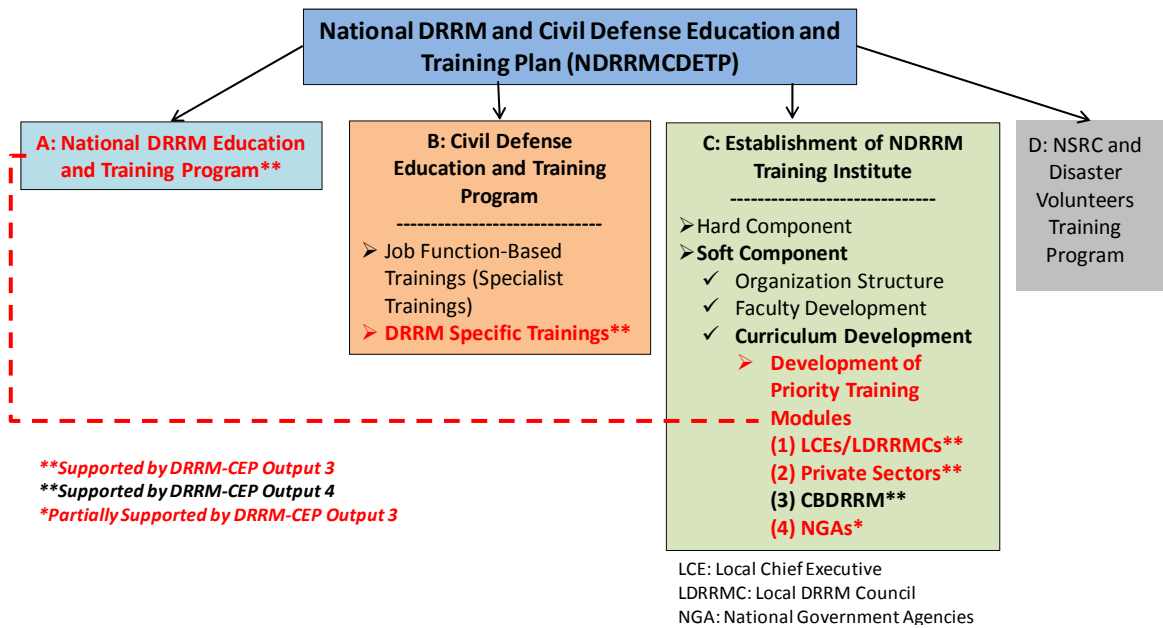 National DRRM and Civil Defense Education and
Training Plan (NDRRMCDETP)
A: National DRRM Education
and Training Program**
B: Civil Defense
Education and Training
Program
------------------------------
➢ Job Function-Based
Trainings (Specialist
Trainings)
➢ DRRM Specific Trainings**
C: Establishment of NDRRM
Training Institute
-------------------------------
➢Hard Component
➢Soft Component
✓ Organization Structure
✓ Faculty Development
✓ Curriculum Development
➢ Development of
Priority Training
Modules
(1) LCEs/LDRRMCs**
(2) Private Sectors**
(3) CBDRRM**
(4) NGAs*
D: NSRC and
Disaster
Volunteers
Training
Program
**Supported by DRRM-CEP Output 3
**Supported by DRRM-CEP Output 4
*Partially Supported by DRRM-CEP Output 3
LCE: Local Chief Executive
LDRRMC: Local DRRM Council
NGA: National Government Agencies